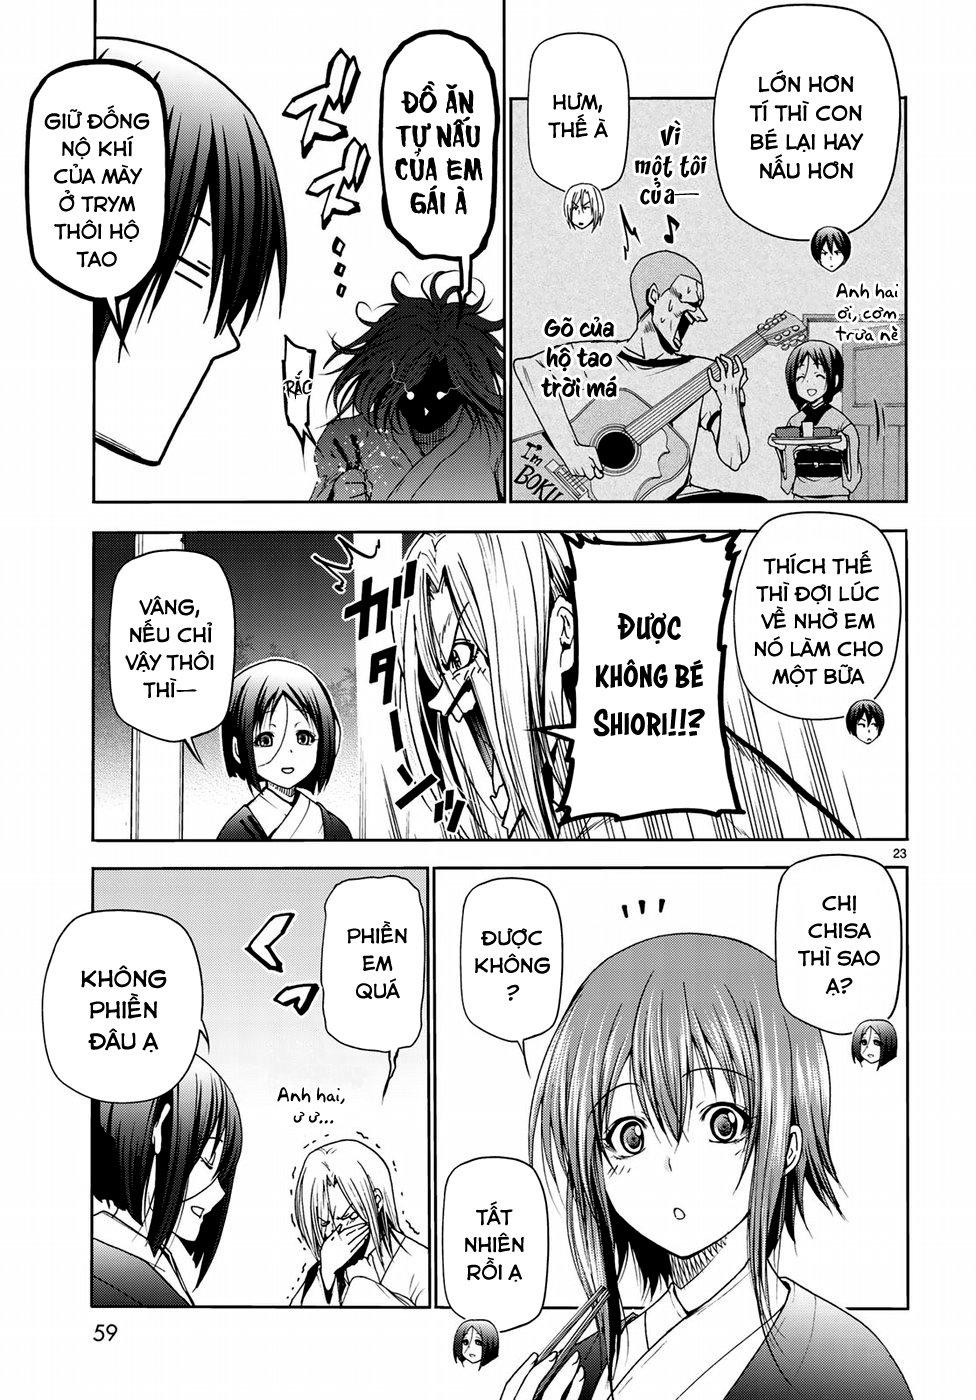 LỚN HƠN
TÍ THÌ CON
BÉ LẠI HAY
NẤU HƠN
HƯM,
THẾ À
Vì
một tôi
của—
Anh hai
ơi, cơm
trưa nè
Gõ của
hộ tao
trời má
I'm
BOKU
ĐỒ ĂN
TỰ NẤU
CỦA EM
GÁI À
RẮC
GIỮ ĐỐNG
NỘ KHÍ
CỦA MÀY
Ở TRYM
THÔI HỘ
TAO
THÍCH THẾ
THÌ ĐỢI LÚC
VỀ NHỜ EM
NÓ LÀM CHO
MỘT BỮA
ĐƯỢC
KHÔNG BÉ
SHIORI!!?
ガターン
VÂNG,
NẾU CHỈ
VẬY THÔI
THÌ—
23
CHỊ
CHISA
THÌ SAO
Ạ?
ĐƯỢC
KHÔNG
?
TẤT
NHIÊN
RỒI Ạ
PHIỀN
EM
QUÁ
Anh hai,
ư ư...
KHÔNG
PHIỀN
ĐÂU Ạ
59